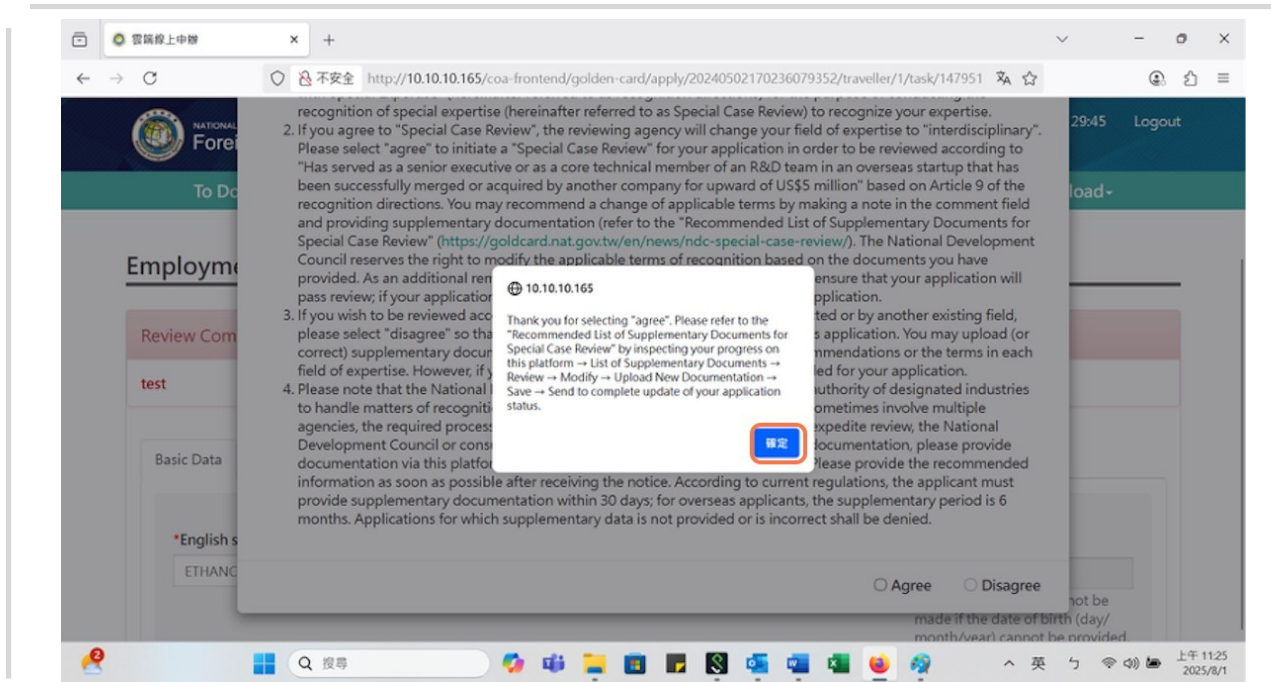 雲端線上申辦
不安全 http://10.10.10.165/coa-frontend/golden-card/apply/20240502170236079352/traveller/1/task/147951
NATIONAL
Forei
29:45 Logout
To Do
load
recognition of special expertise (hereinafter referred to as Special Case Review) to recognize your expertise.
2. If you agree to "Special Case Review", the reviewing agency will change your field of expertise to "interdisciplinary".
Please select "agree" to initiate a "Special Case Review" for your application in order to be reviewed according to
"Has served as a senior executive or as a core technical member of an R&D team in an overseas startup that has
been successfully merged or acquired by another company for upward of US$5 million" based on Article 9 of the
recognition directions. You may recommend a change of applicable terms by making a note in the comment field
and providing supplementary documentation (refer to the "Recommended List of Supplementary Documents for
Special Case Review" (https://goldcard.nat.gov.tw/en/news/ndc-special-case-review/). The National Development
Council reserves the right to modify the applicable terms of recognition based on the documents you have
provided. As an additional rem
ensure that your application will
pass review; if your application
pplication.
3. If you wish to be reviewed acc
ted or by another existing field,
please select "disagree" so tha
s application. You may upload (or
correct) supplementary docum
mmendations or the terms in each
field of expertise. However, if y
led for your application.
4. Please note that the National
uthority of designated industries
to handle matters of recogniti
ometimes involve multiple
agencies, the required process
expedite review, the National
Development Council or consu
documentation, please provide
documentation via this platfor
Please provide the recommended
information as soon as possible after receiving the notice. According to current regulations, the applicant must
provide supplementary documentation within 30 days; for overseas applicants, the supplementary period is 6
months. Applications for which supplementary data is not provided or is incorrect shall be denied.
Agree Disagree
10.10.10.165
Thank you for selecting "agree". Please refer to the
"Recommended List of Supplementary Documents for
Special Case Review" by inspecting your progress on
this platform → List of Supplementary Documents →
Review → Modify → Upload New Documentation →
Save → Send to complete update of your application
status.
確定
Employme
Review Com
test
Basic Data
*English s
ETHANC
not be
made if the date of birth (day/
month/year) cannot be provided.
2
搜尋
英 ㄅ
上午 11:25
2025/8/1